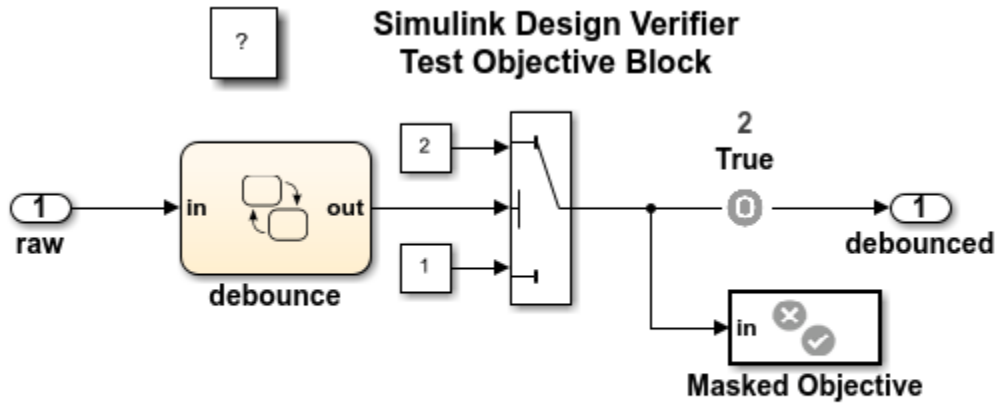 ?
Simulink Design Verifier
Test Objective Block
2
2
True
1
in
out
1
raw
debounced
1
debounce
in
Masked Objective